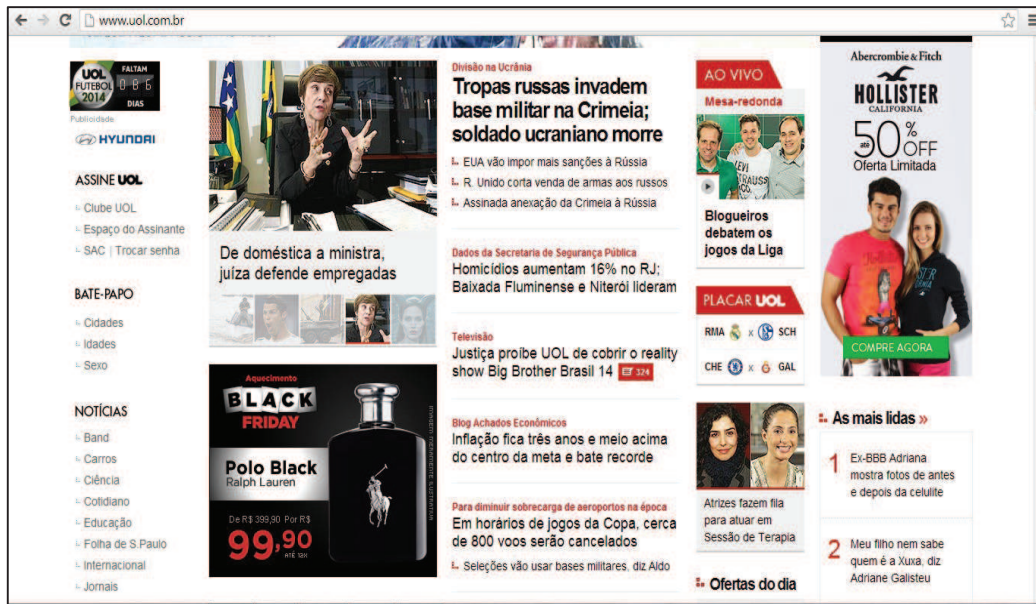 www.uol.com.br
UOL
FUTEBOL
2014
FALTAM
086
DIAS
Publicidade
HYUNDAI
ASSINE UOL
Clube UOL
Espaço do Assinante
SAC | Trocar senha
BATE-PAPO
Cidades
Idades
Sexo
NOTÍCIAS
Band
Carros
Ciência
Cotidiano
Educação
Folha de S.Paulo
Internacional
Jornais
De doméstica a ministra,
juíza defende empregadas
Aquecimento
BLACK
FRIDAY
Polo Black
Ralph Lauren
De R$ 399,90 Por R$
99,90
ATÉ 12X
IMAGEM MERAMENTE ILUSTRATIVA
Divisão na Ucrânia
Tropas russas invadem
base militar na Crimeia;
soldado ucraniano morre
EUA vão impor mais sanções à Rússia
R. Unido corta venda de armas aos russos
Assinada anexação da Crimeia à Rússia
Dados da Secretaria de Segurança Pública
Homicídios aumentam 16% no RJ;
Baixada Fluminense e Niterói lideram
Televisão
Justiça proíbe UOL de cobrir o reality
show Big Brother Brasil 14 324
Blog Achados Econômicos
Inflação fica três anos e meio acima
do centro da meta e bate recorde
Para diminuir sobrecarga de aeroportos na época
Em horários de jogos da Copa, cerca
de 800 voos serão cancelados
Seleções vão usar bases militares, diz Aldo
AO VIVO
Mesa-redonda
LEVI
STRAUSS
Blogueiros
debatem os
jogos da Liga
PLACAR UOL
RMA x SCH
CHE x GAL
Atrizes fazem fila
para atuar em
Sessão de Terapia
Ofertas do dia
Abercrombie & Fitch
HOLLISTER
CALIFORNIA
até 50% OFF
Oferta Limitada
COMPRE AGORA
As mais lidas »
1 Ex-BBB Adriana
mostra fotos de antes
e depois da celulite
2 Meu filho nem sabe
quem é a Xuxa, diz
Adriane Galisteu